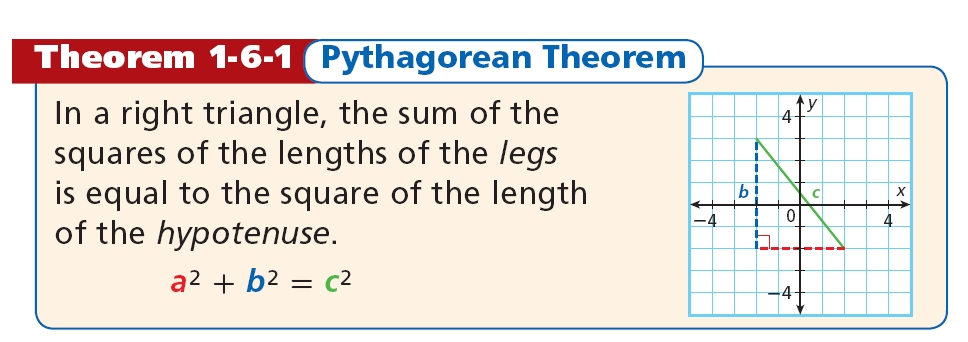 Theorem 1-6-1 Pythagorean Theorem
In a right triangle, the sum of the
squares of the lengths of the legs
is equal to the square of the length
of the hypotenuse.
a² + b² = c²
y
4
b
c
x
−4
0
4
−4